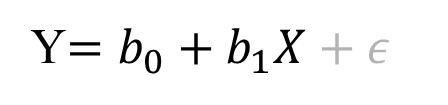 Y= b₀ + b₁X + ϵ